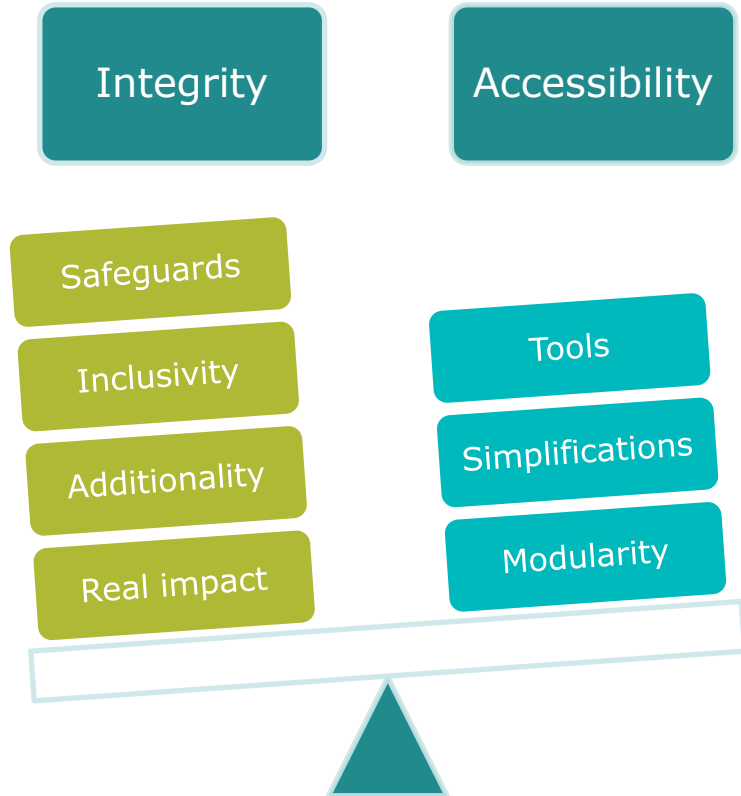 Integrity
Accessibility
Safeguards
Inclusivity
Additionality
Real impact
Tools
Simplifications
Modularity